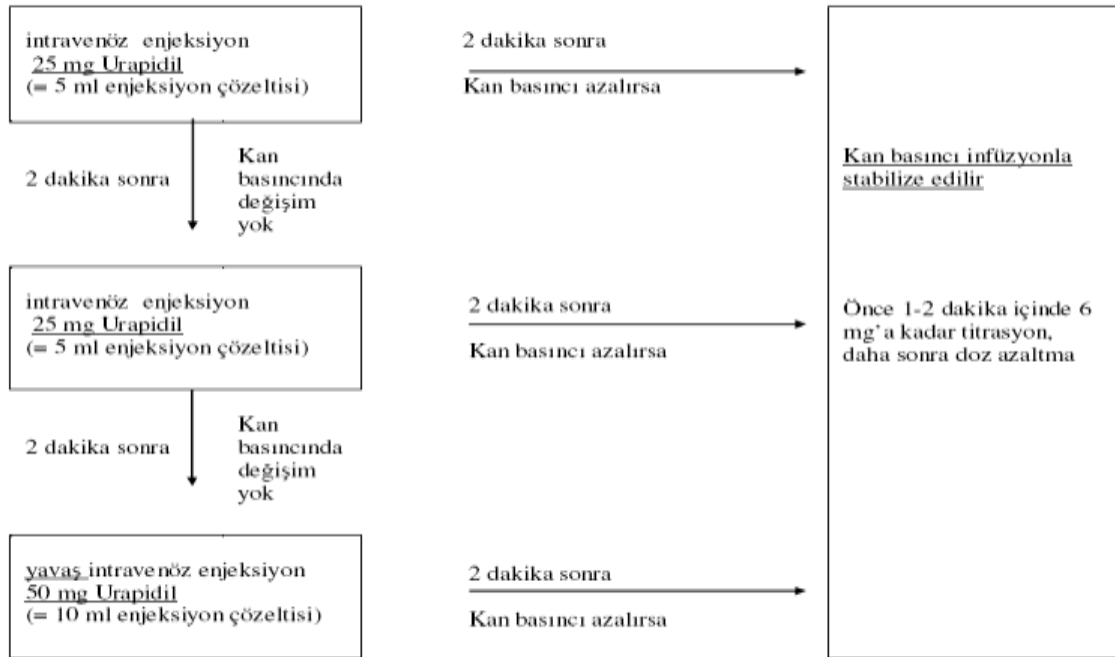 intravenöz enjeksiyon
25 mg Urapidil
(= 5 ml enjeksiyon çözeltisi)
2 dakika sonra
Kan basıncı azalırsa
2 dakika sonra
Kan
basıncında
değişim
yok
Kan basıncı infüzyonla
stabilize edilir
intravenöz enjeksiyon
25 mg Urapidil
(= 5 ml enjeksiyon çözeltisi)
2 dakika sonra
Kan basıncı azalırsa
Önce 1-2 dakika içinde 6
mg'a kadar titrasyon,
daha sonra doz azaltma
2 dakika sonra
Kan
basıncında
değişim
yok
yavaş intravenöz enjeksiyon
50 mg Urapidil
(= 10 ml enjeksiyon çözeltisi)
2 dakika sonra
Kan basıncı azalırsa